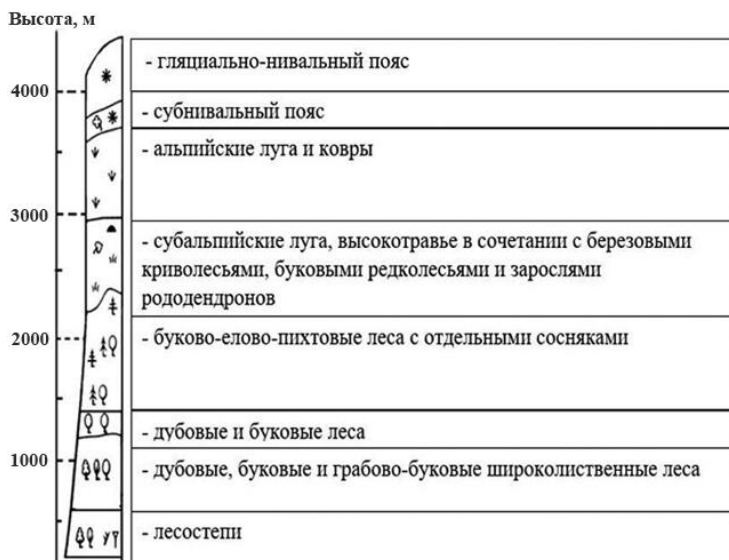 Высота, м
- гляциально-нивальный пояс
4000
- субнивальный пояс
- альпийские луга и ковры
3000
- субальпийские луга, высокотравье в сочетании с березовыми
криволесьями, буковыми редколесьями и зарослями
рододендронов
2000
- буково-елово-пихтовые леса с отдельными сосняками
- дубовые и буковые леса
1000
- дубовые, буковые и грабово-буковые широколиственные леса
- лесостепи